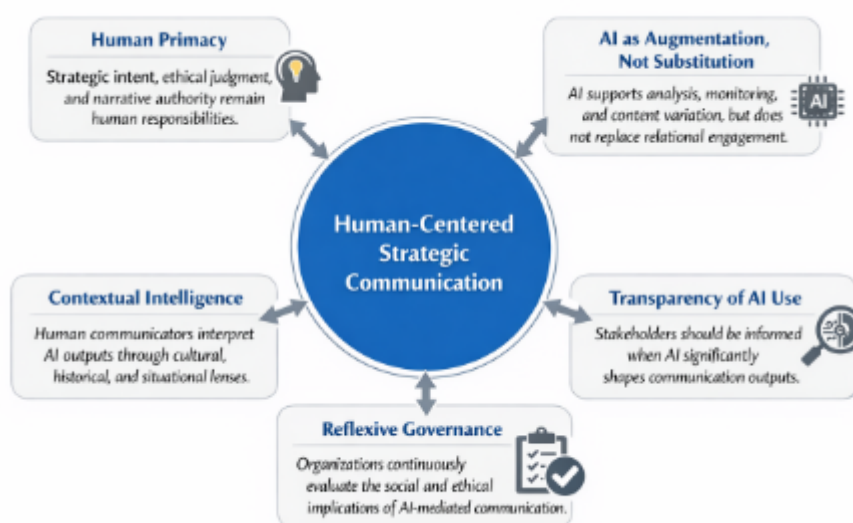 Human Primacy
Strategic intent, ethical judgment,
and narrative authority remain
human responsibilities.
AI as Augmentation,
Not Substitution
AI supports analysis, monitoring,
and content variation, but does
not replace relational engagement.
AI
Human-Centered
Strategic
Communication
Contextual Intelligence
Human communicators interpret
AI outputs through cultural,
historical, and situational lenses.
Transparency of AI Use
Stakeholders should be informed
when AI significantly
shapes communication outputs.
Reflexive Governance
Organizations continuously
evaluate the social and ethical
implications of AI-mediated communication.